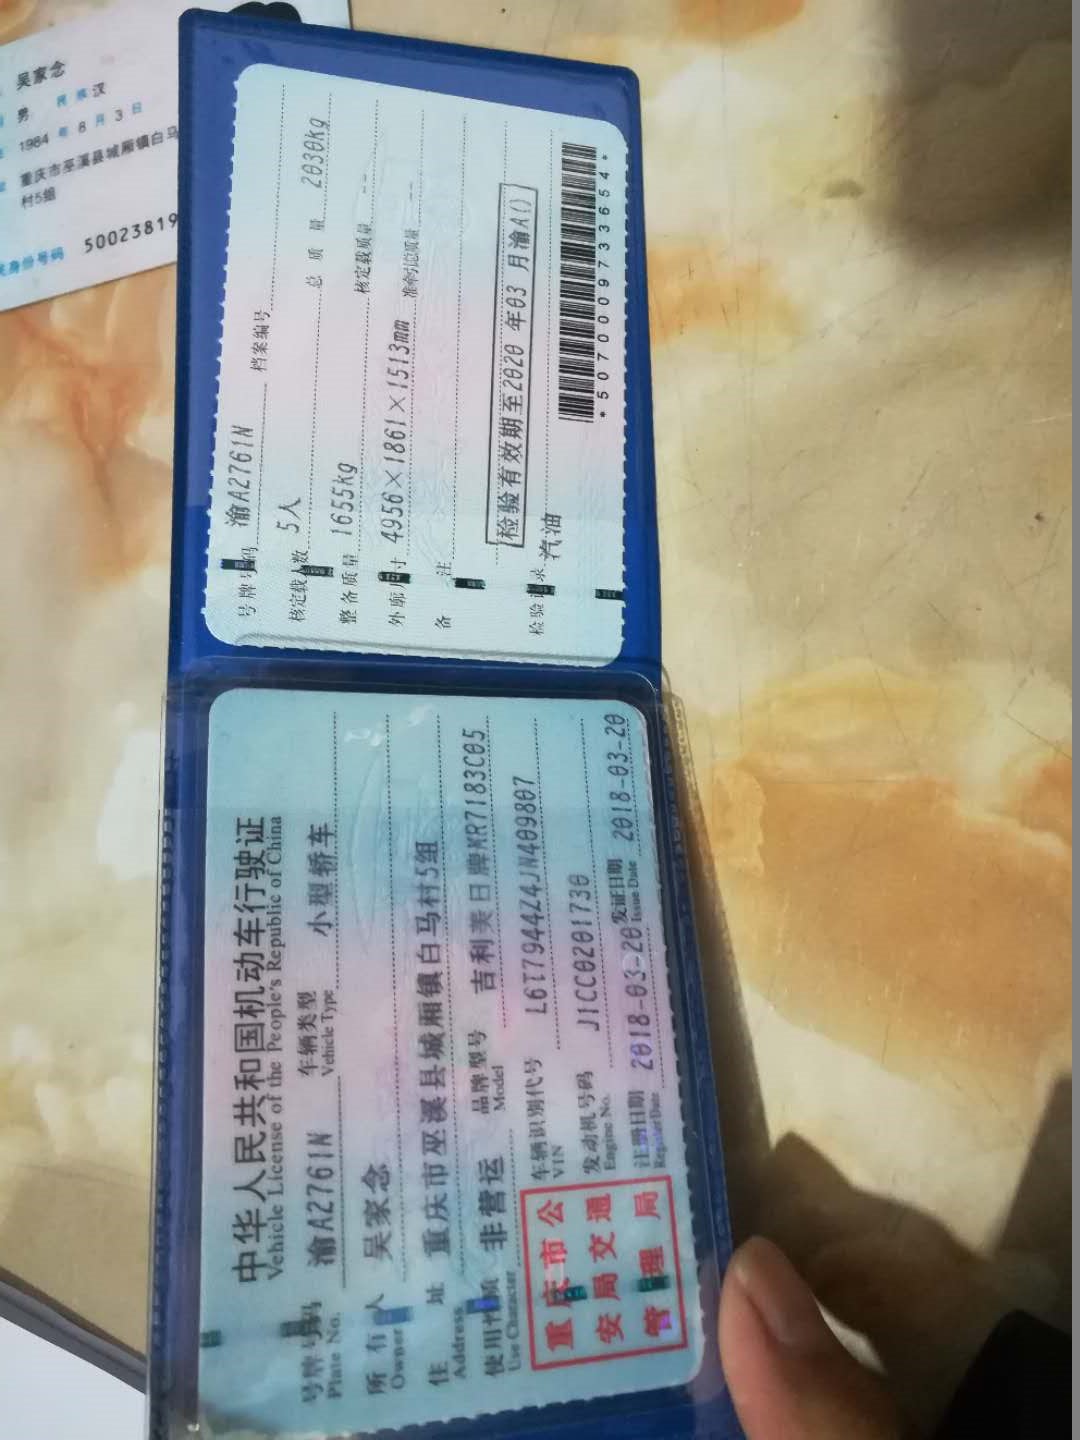 吴家念
男 民族 汉
1984 年 8 月 3 日
重庆市巫溪县城厢镇白马
村5组
身份号码 50023819
号牌号码 渝A2761N 档案编号
核定载人数 5人 总质量 2030kg
整备质量 1655kg 核定载质量 --
外廓尺寸 4956×1861×1513mm 准牵引总质量 --
备注
检验有效期至2020 年03 月渝A()
检验记录 汽油
*5070009733654*
中华人民共和国机动车行驶证
Vehicle License of the People's Republic of China
号牌号码 渝A2761N 车辆类型 小型轿车
Plate No. Vehicle Type
所有人 吴家念
Owner
住址 重庆市巫溪县城厢镇白马村5组
Address
使用性质 非营运 品牌型号 吉利美日牌MR7183C05
Use Character Model
重庆市公
安局交通
管理局
车辆识别代号 L6T7944Z4JN409807
VIN
发动机号码 J1CC0201730
Engine No.
注册日期 2018-03-20 发证日期 2018-03-20
Register Date Issue Date